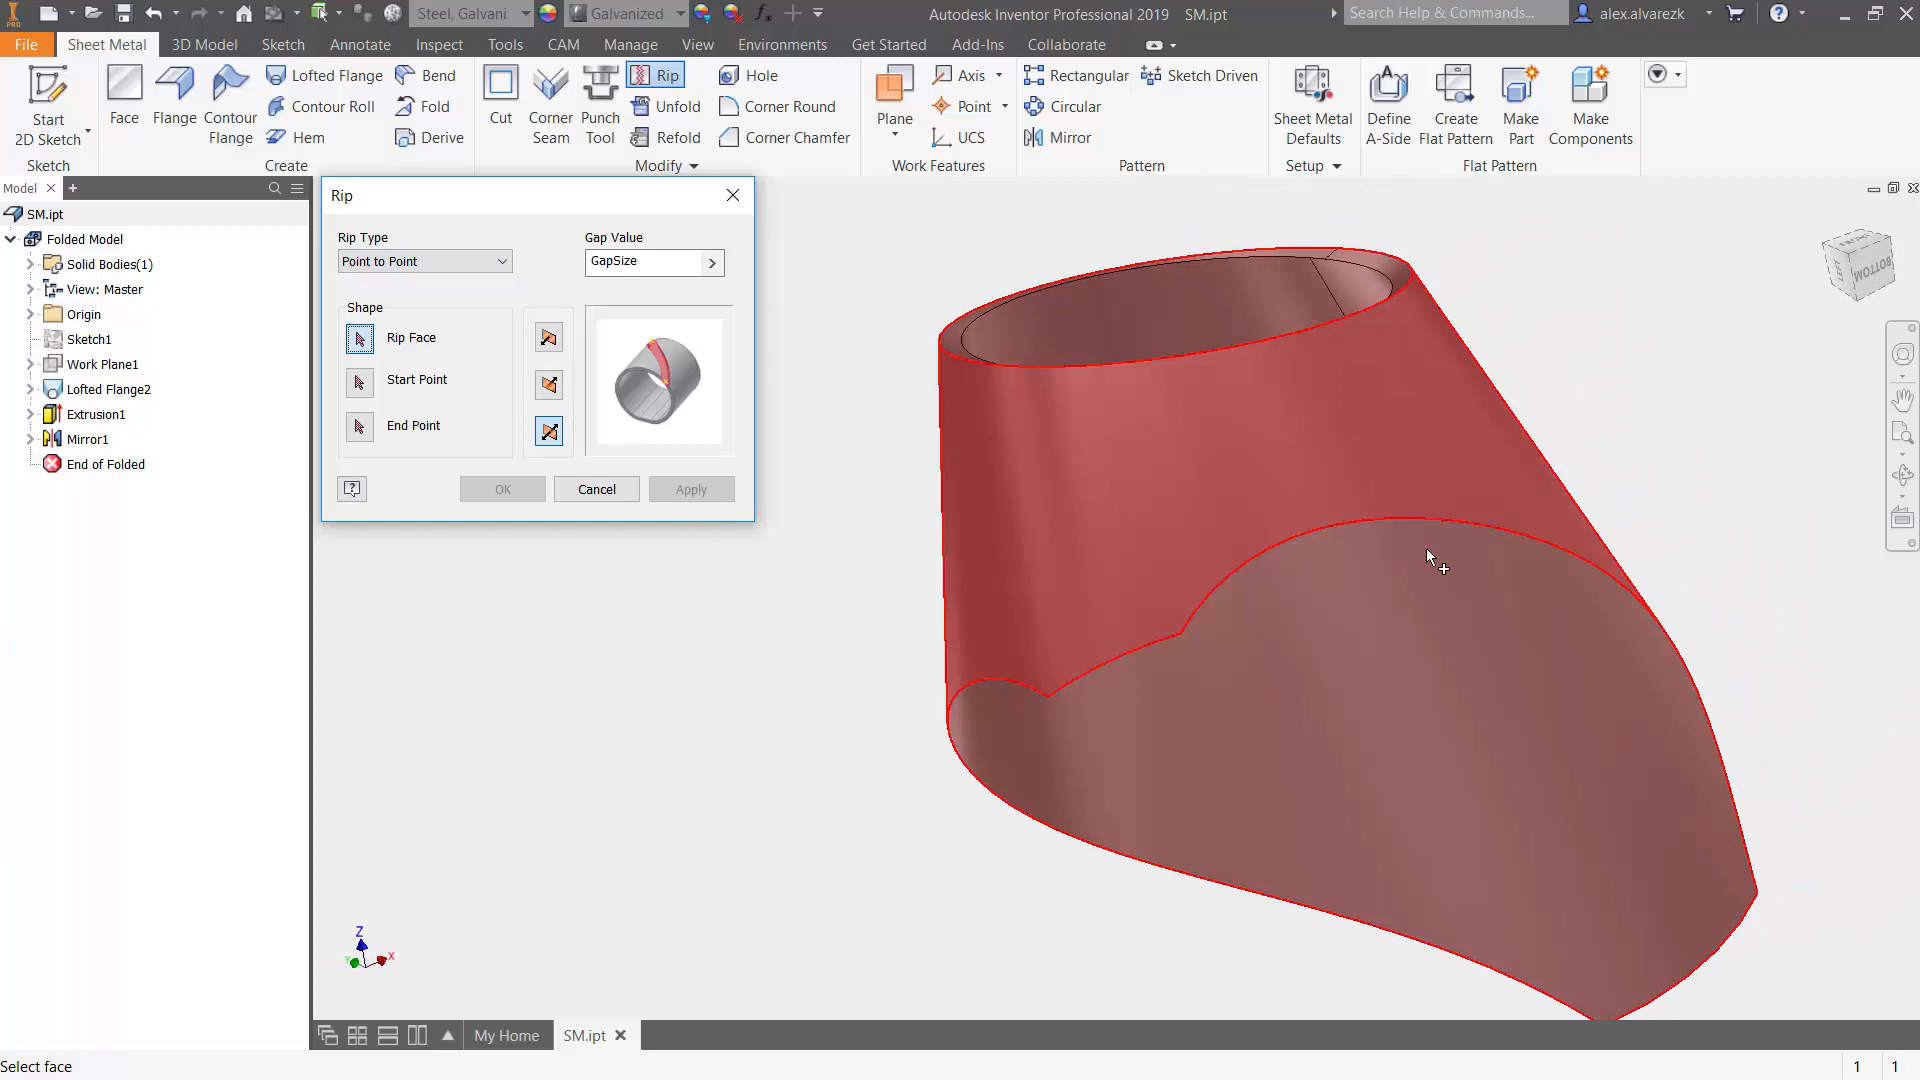 PRO
Steel, Galvani
Galvanized
Autodesk Inventor Professional 2019 SM.ipt
Search Help & Commands...
alex.alvarezk
File Sheet Metal 3D Model Sketch Annotate Inspect Tools CAM Manage View Environments Get Started Add-Ins Collaborate
Start
2D Sketch
Face
Flange
Contour
Flange
Lofted Flange
Contour Roll
Hem
Bend
Fold
Derive
Cut
Corner
Seam
Punch
Tool
Rip
Unfold
Refold
Hole
Corner Round
Corner Chamfer
Plane
Axis
Point
UCS
Rectangular
Circular
Mirror
Sketch Driven
Sheet Metal
Defaults
Define
A-Side
Create
Flat Pattern
Make
Part
Make
Components
Sketch Create Modify Work Features Pattern Setup Flat Pattern
Model
SM.ipt
Folded Model
Solid Bodies(1)
View: Master
Origin
Sketch1
Work Plane1
Lofted Flange2
Extrusion1
Mirror1
End of Folded
Rip
Rip Type
Point to Point
Gap Value
GapSize
Shape
Rip Face
Start Point
End Point
OK Cancel Apply
FRONT
LEFT
BOTTOM
Z
Y
X
My Home SM.ipt
Select face
1 1